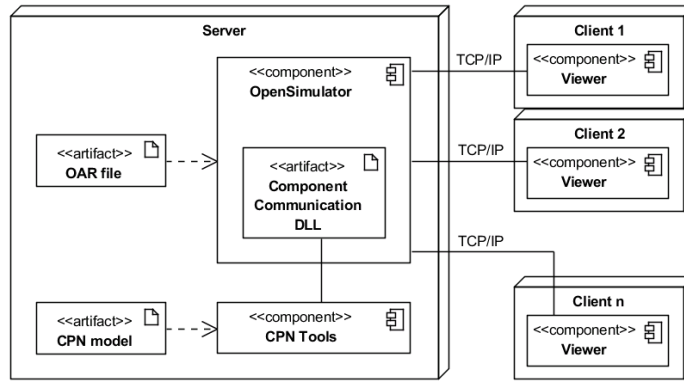 Server
<<component>>
OpenSimulator
<<artifact>>
OAR file
<<artifact>>
Component
Communication
DLL
<<artifact>>
CPN model
<<component>>
CPN Tools
TCP/IP
TCP/IP
TCP/IP
Client 1
<<component>>
Viewer
Client 2
<<component>>
Viewer
Client n
<<component>>
Viewer